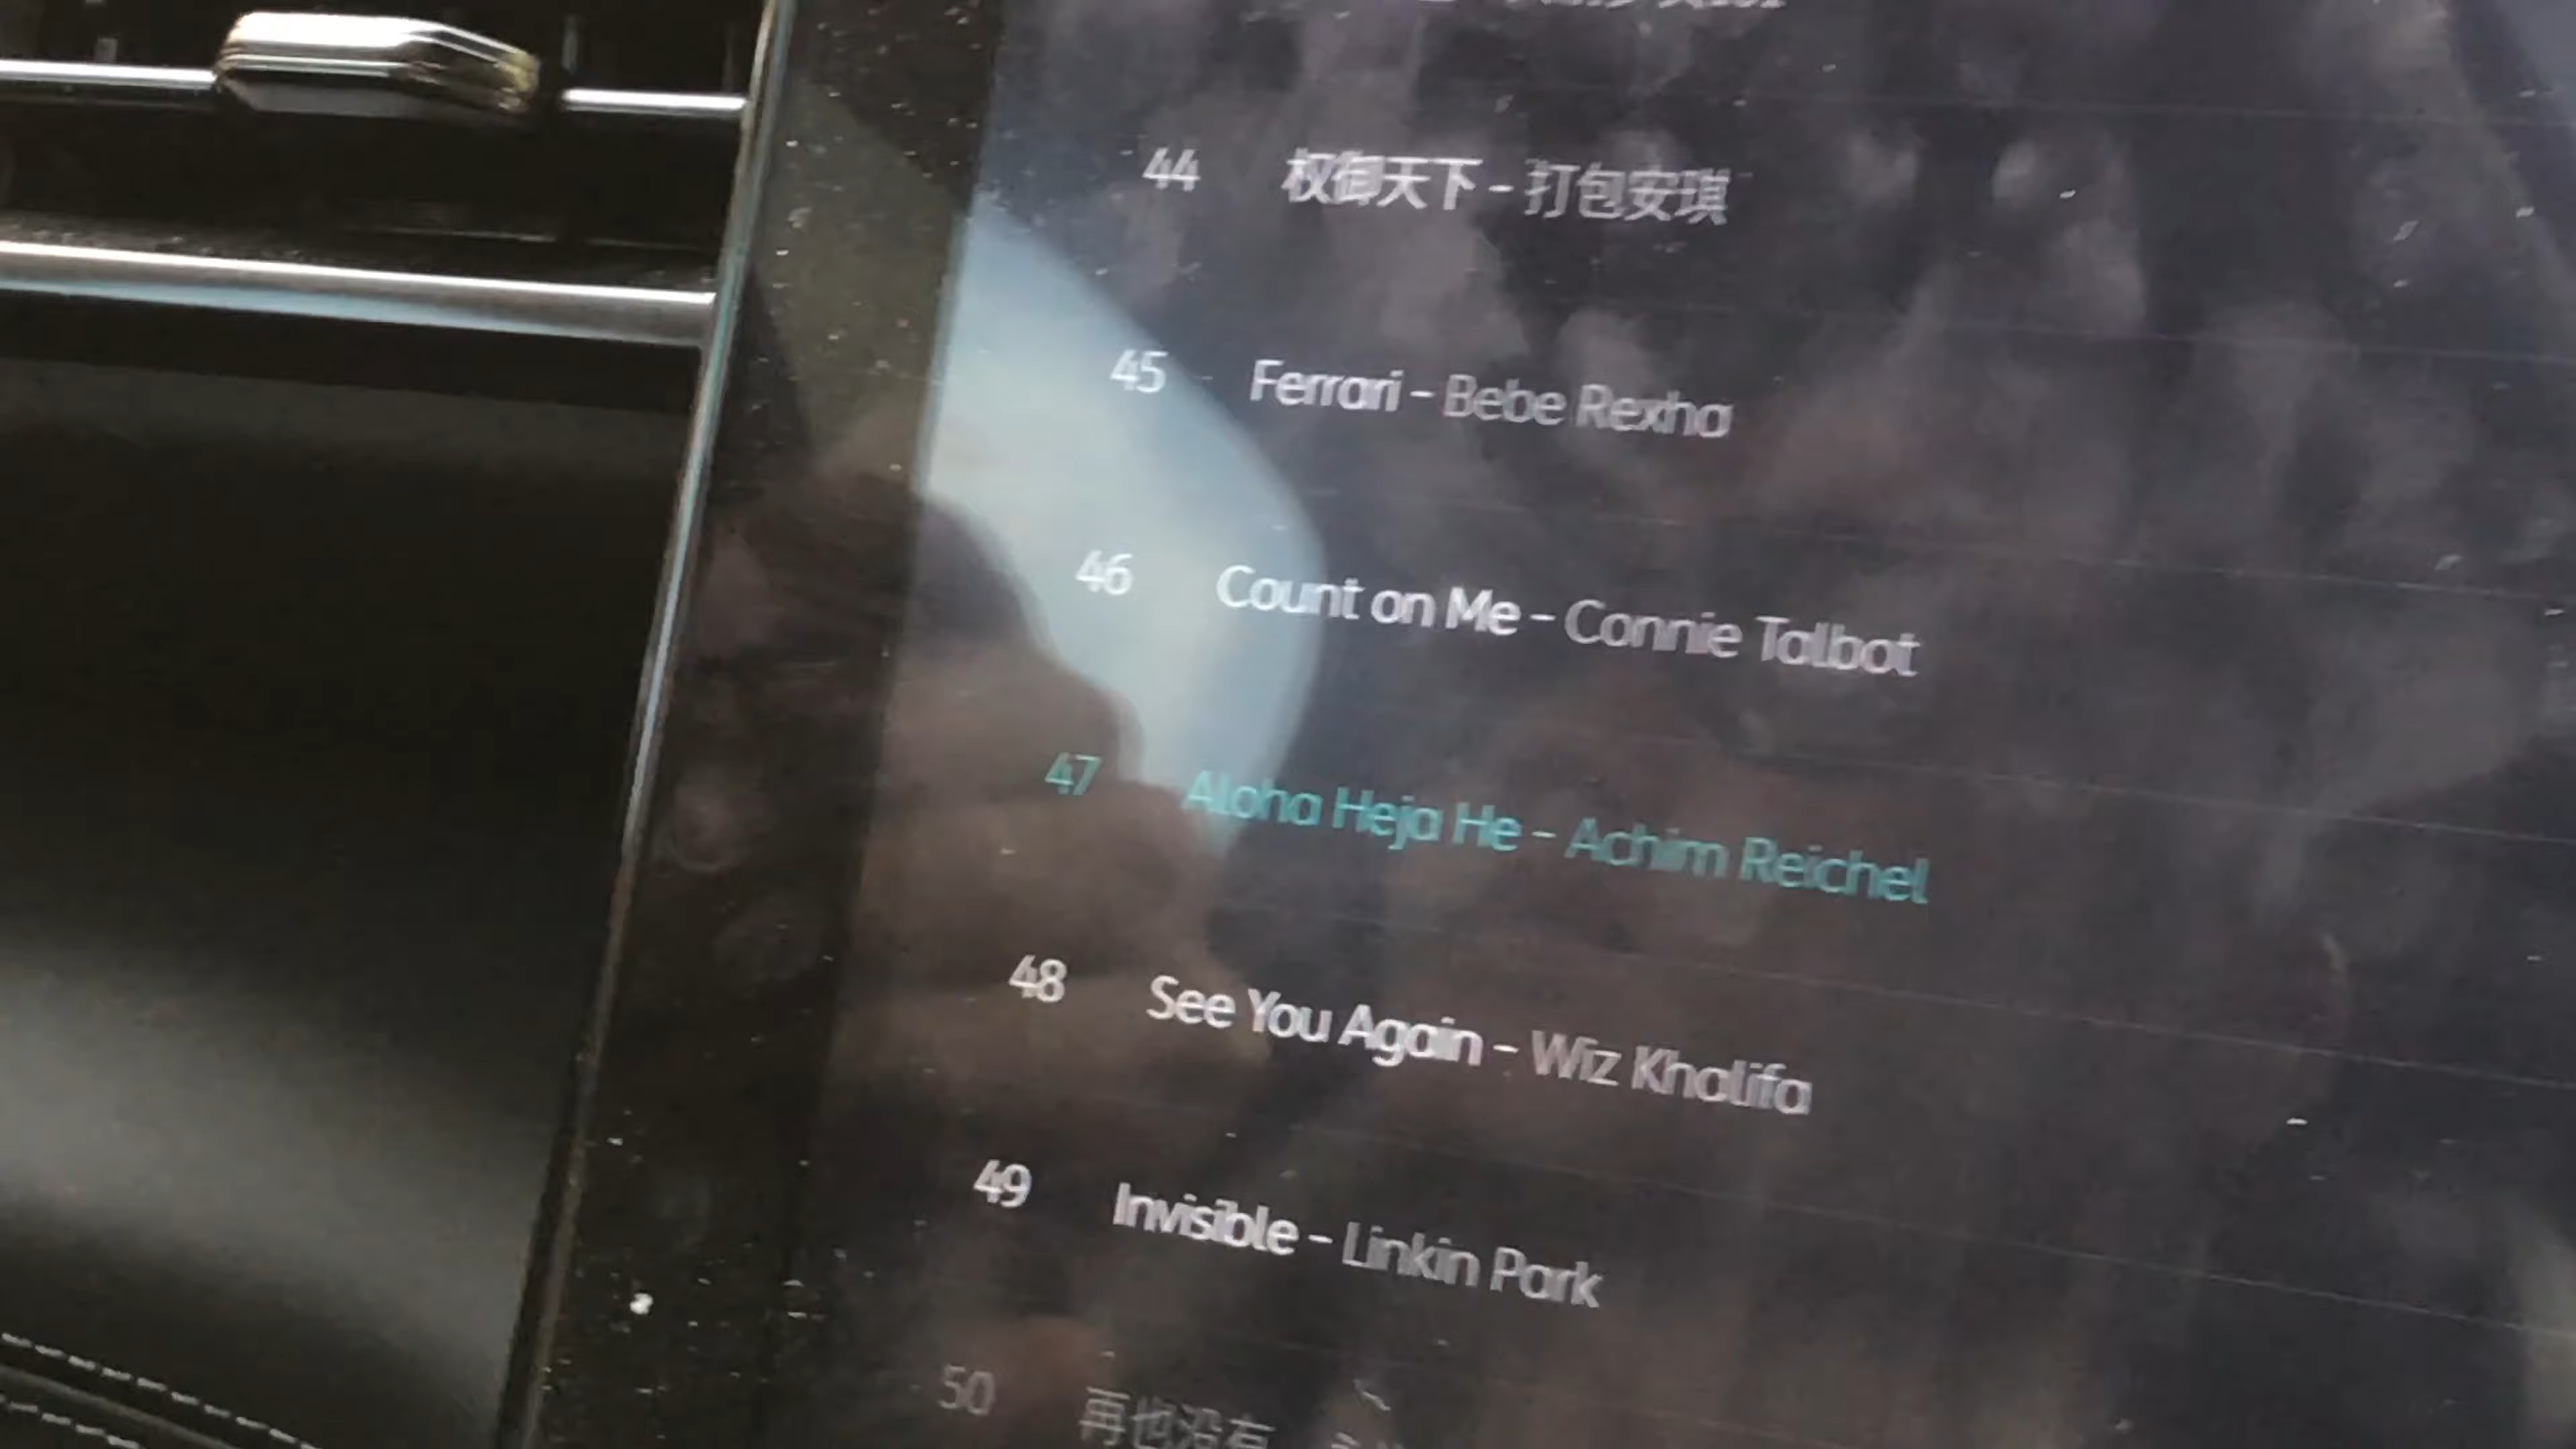 44 权御天下 - 打包安琪
45 Ferrari - Bebe Rexha
46 Count on Me - Connie Talbot
47 Aloha Heja He - Achim Reichel
48 See You Again - Wiz Khalifa
49 Invisible - Linkin Park
50 再也没有